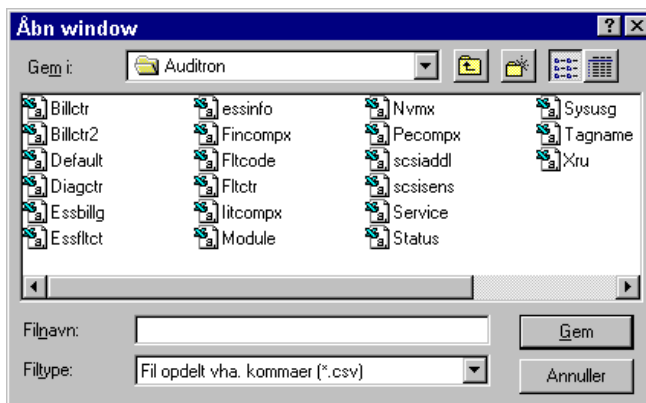 Åbn window
Gem i: Auditron
Billctr essinfo Nvmx Sysusg
Billctr2 Fincompx Pecompx Tagname
Default Fltcode scsiaddl Xru
Diagctr Fltctr scsisens
Essbillg Iitcompx Service
Essfltct Module Status
Filnavn: Gem
Filtype: Fil opdelt vha. kommaer (*.csv) Annuller